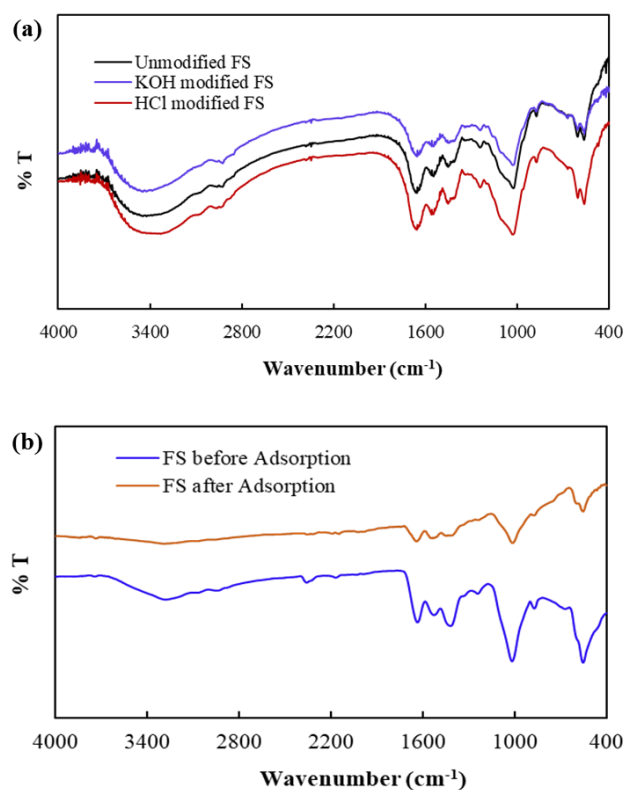 (a)
Unmodified FS
KOH modified FS
HCl modified FS
% T
4000 3400 2800 2200 1600 1000 400
Wavenumber (cm⁻¹)
(b)
FS before Adsorption
FS after Adsorption
% T
4000 3400 2800 2200 1600 1000 400
Wavenumber (cm⁻¹)